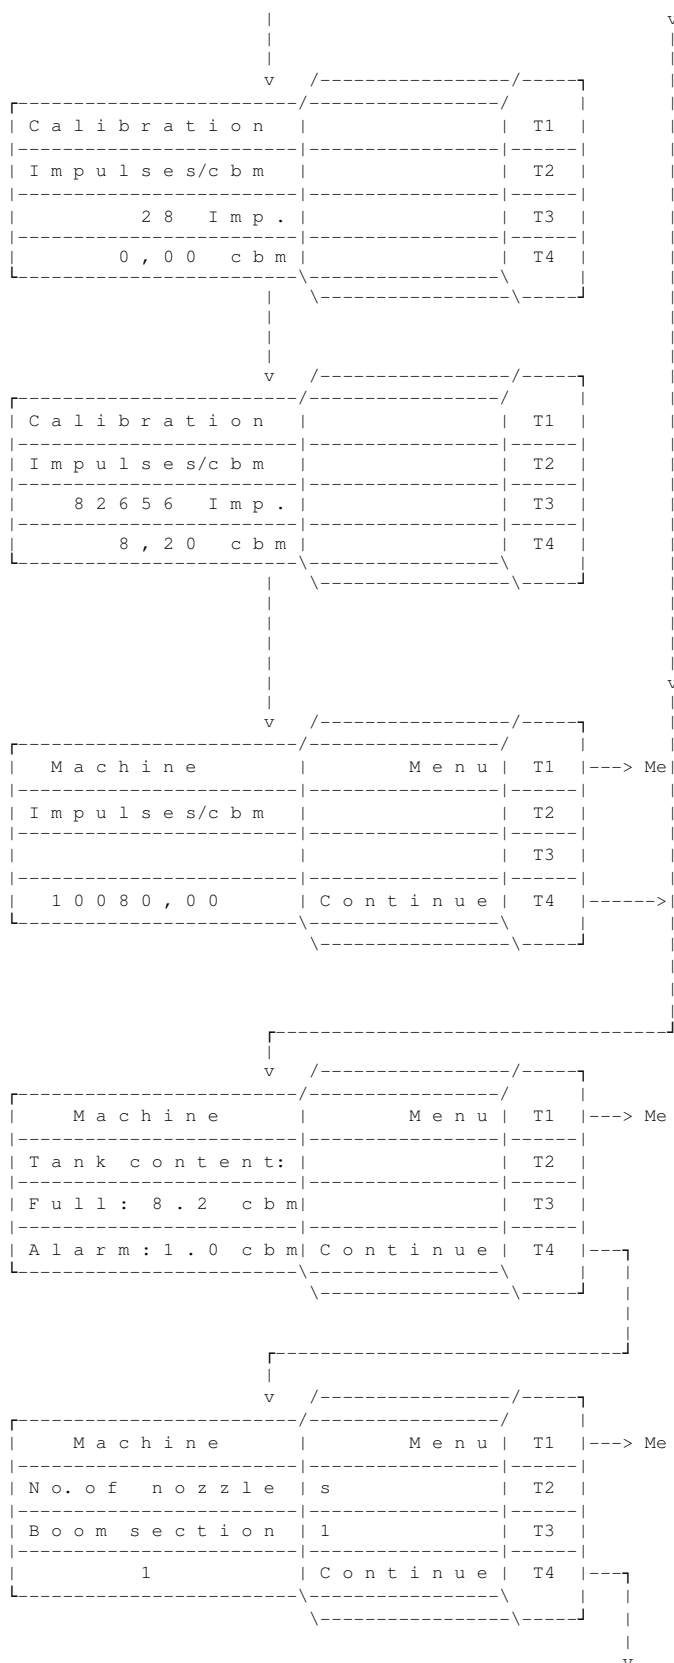 Calibration T1
Impulses/cbm T2
28 Imp. T3
0,00 cbm T4
Calibration T1
Impulses/cbm T2
82656 Imp. T3
8,20 cbm T4
Machine Menu T1 ---> Me
Impulses/cbm T2
T3
10080,00 Continue T4 ------>
Machine Menu T1 ---> Me
Tank content: T2
Full: 8.2 cbm T3
Alarm:1.0 cbm Continue T4
Machine Menu T1 ---> Me
No. of nozzle s T2
Boom section 1 T3
1 Continue T4